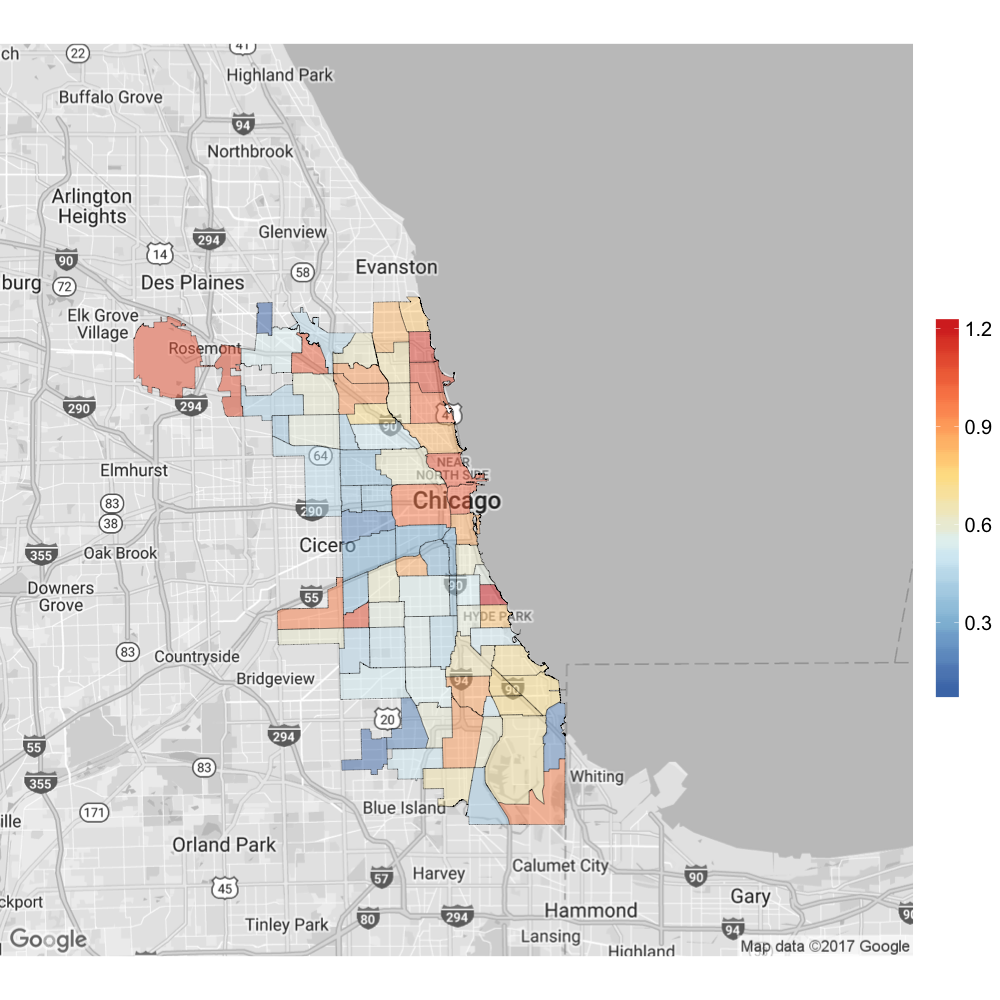 ch
22
41
Highland Park
Buffalo Grove
94
Northbrook
Arlington
Heights
294
Glenview
14
90
58
Evanston
burg
72
Des Plaines
Elk Grove
Village
Rosemont
1.2
290
294
41
90
0.9
64
NEAR
NORTH SIDE
Elmhurst
Chicago
83
290
38
0.6
355
Oak Brook
Cicero
Downers
Grove
55
90
HYDE PARK
0.3
83
Countryside
Bridgeview
94
90
20
294
55
83
Whiting
355
171
Blue Island
ille
Orland Park
Calumet City
57
Harvey
90
45
Gary
ckport
80
294
Hammond
90
Tinley Park
94
Lansing
Google
Map data ©2017 Google
Highland